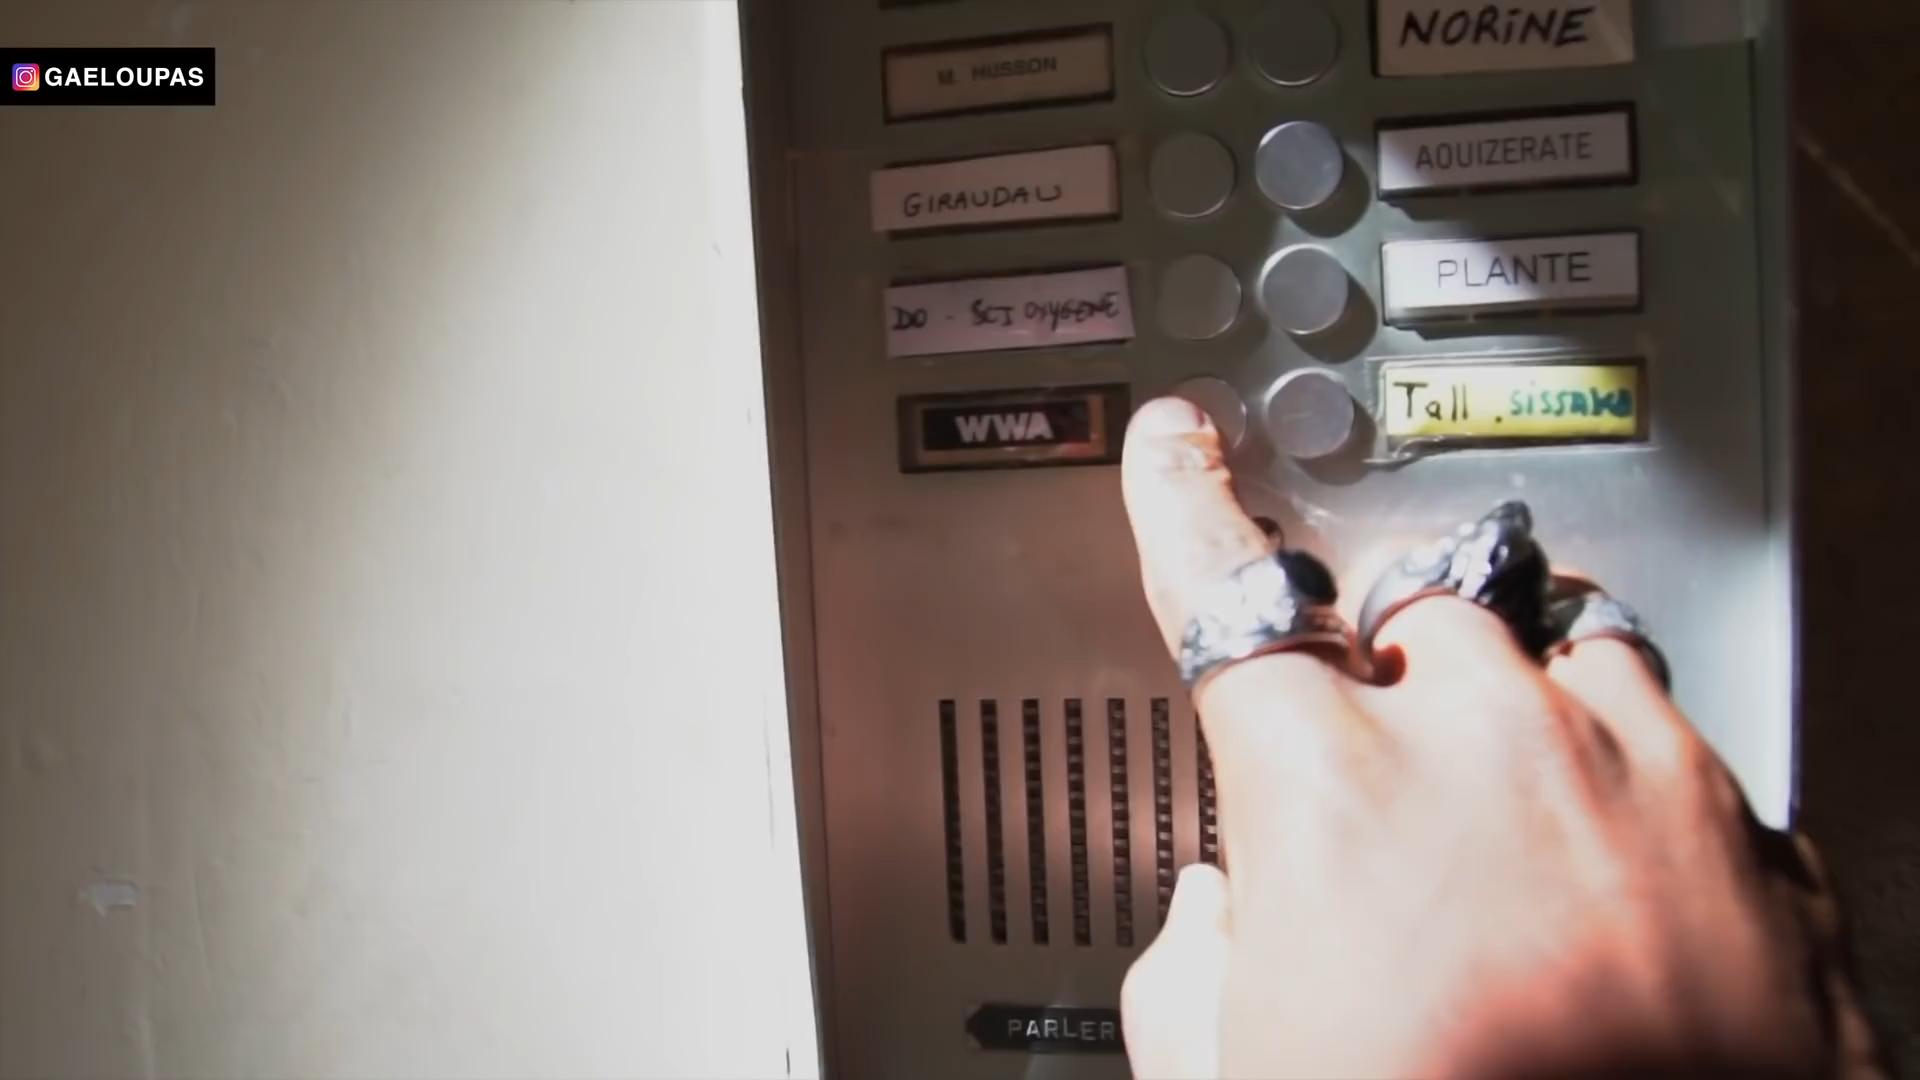 GAELOUPAS
M. HUSSON
NORINE
GIRAUDAU
AOUIZERATE
DO - SCI OXYGENE
PLANTE
WWA
Tall . sissako
PARLER